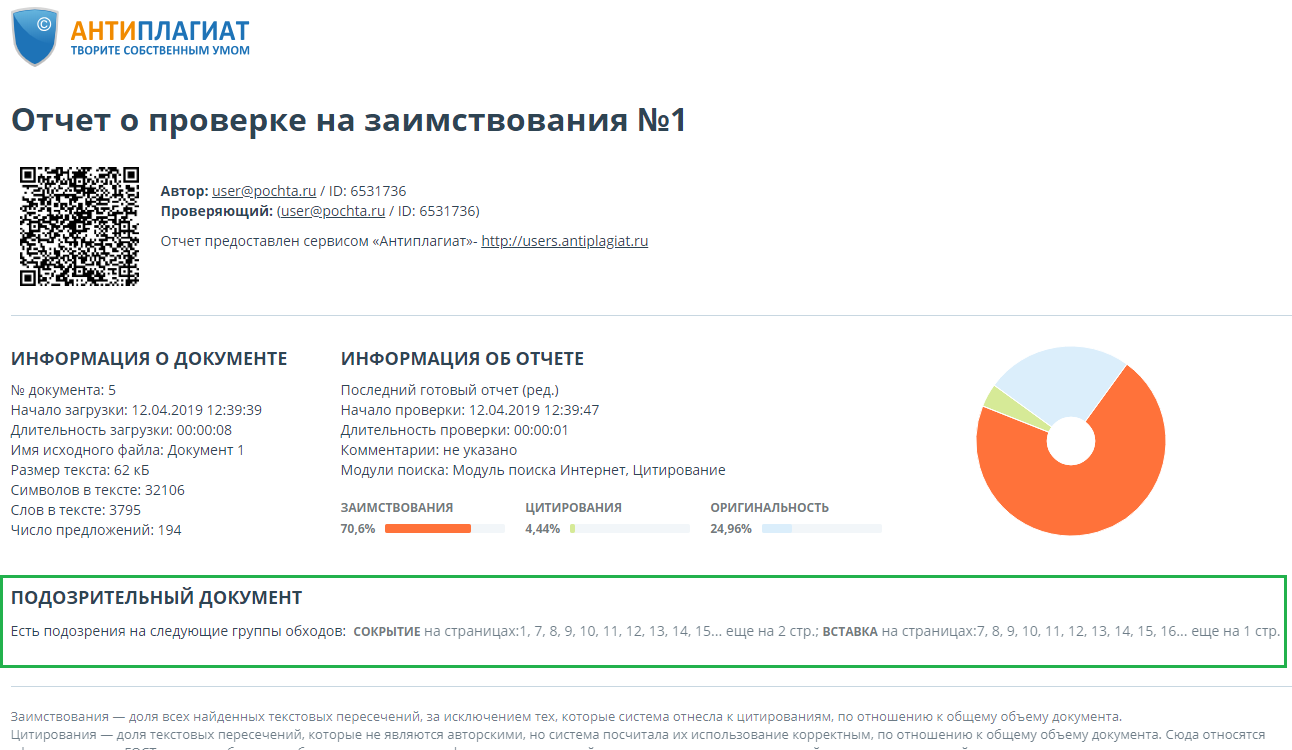 ©
АНТИПЛАГИАТ
ТВОРИТЕ СОБСТВЕННЫМ УМОМ
Отчет о проверке на заимствования №1
Автор: user@pochta.ru / ID: 6531736
Проверяющий: (user@pochta.ru / ID: 6531736)
Отчет предоставлен сервисом «Антиплагиат»- http://users.antiplagiat.ru
ИНФОРМАЦИЯ О ДОКУМЕНТЕ
№ документа: 5
Начало загрузки: 12.04.2019 12:39:39
Длительность загрузки: 00:00:08
Имя исходного файла: Документ 1
Размер текста: 62 кБ
Символов в тексте: 32106
Слов в тексте: 3795
Число предложений: 194
ИНФОРМАЦИЯ ОБ ОТЧЕТЕ
Последний готовый отчет (ред.)
Начало проверки: 12.04.2019 12:39:47
Длительность проверки: 00:00:01
Комментарии: не указано
Модули поиска: Модуль поиска Интернет, Цитирование
ЗАИМСТВОВАНИЯ
70,6%
ЦИТИРОВАНИЯ
4,44%
ОРИГИНАЛЬНОСТЬ
24,96%
ПОДОЗРИТЕЛЬНЫЙ ДОКУМЕНТ
Есть подозрения на следующие группы обходов: СОКРЫТИЕ на страницах:1, 7, 8, 9, 10, 11, 12, 13, 14, 15... еще на 2 стр.; ВСТАВКА на страницах:7, 8, 9, 10, 11, 12, 13, 14, 15, 16... еще на 1 стр.
Заимствования — доля всех найденных текстовых пересечений, за исключением тех, которые система отнесла к цитированиям, по отношению к общему объему документа.
Цитирования — доля текстовых пересечений, которые не являются авторскими, но система посчитала их использование корректным, по отношению к общему объему документа. Сюда относятся